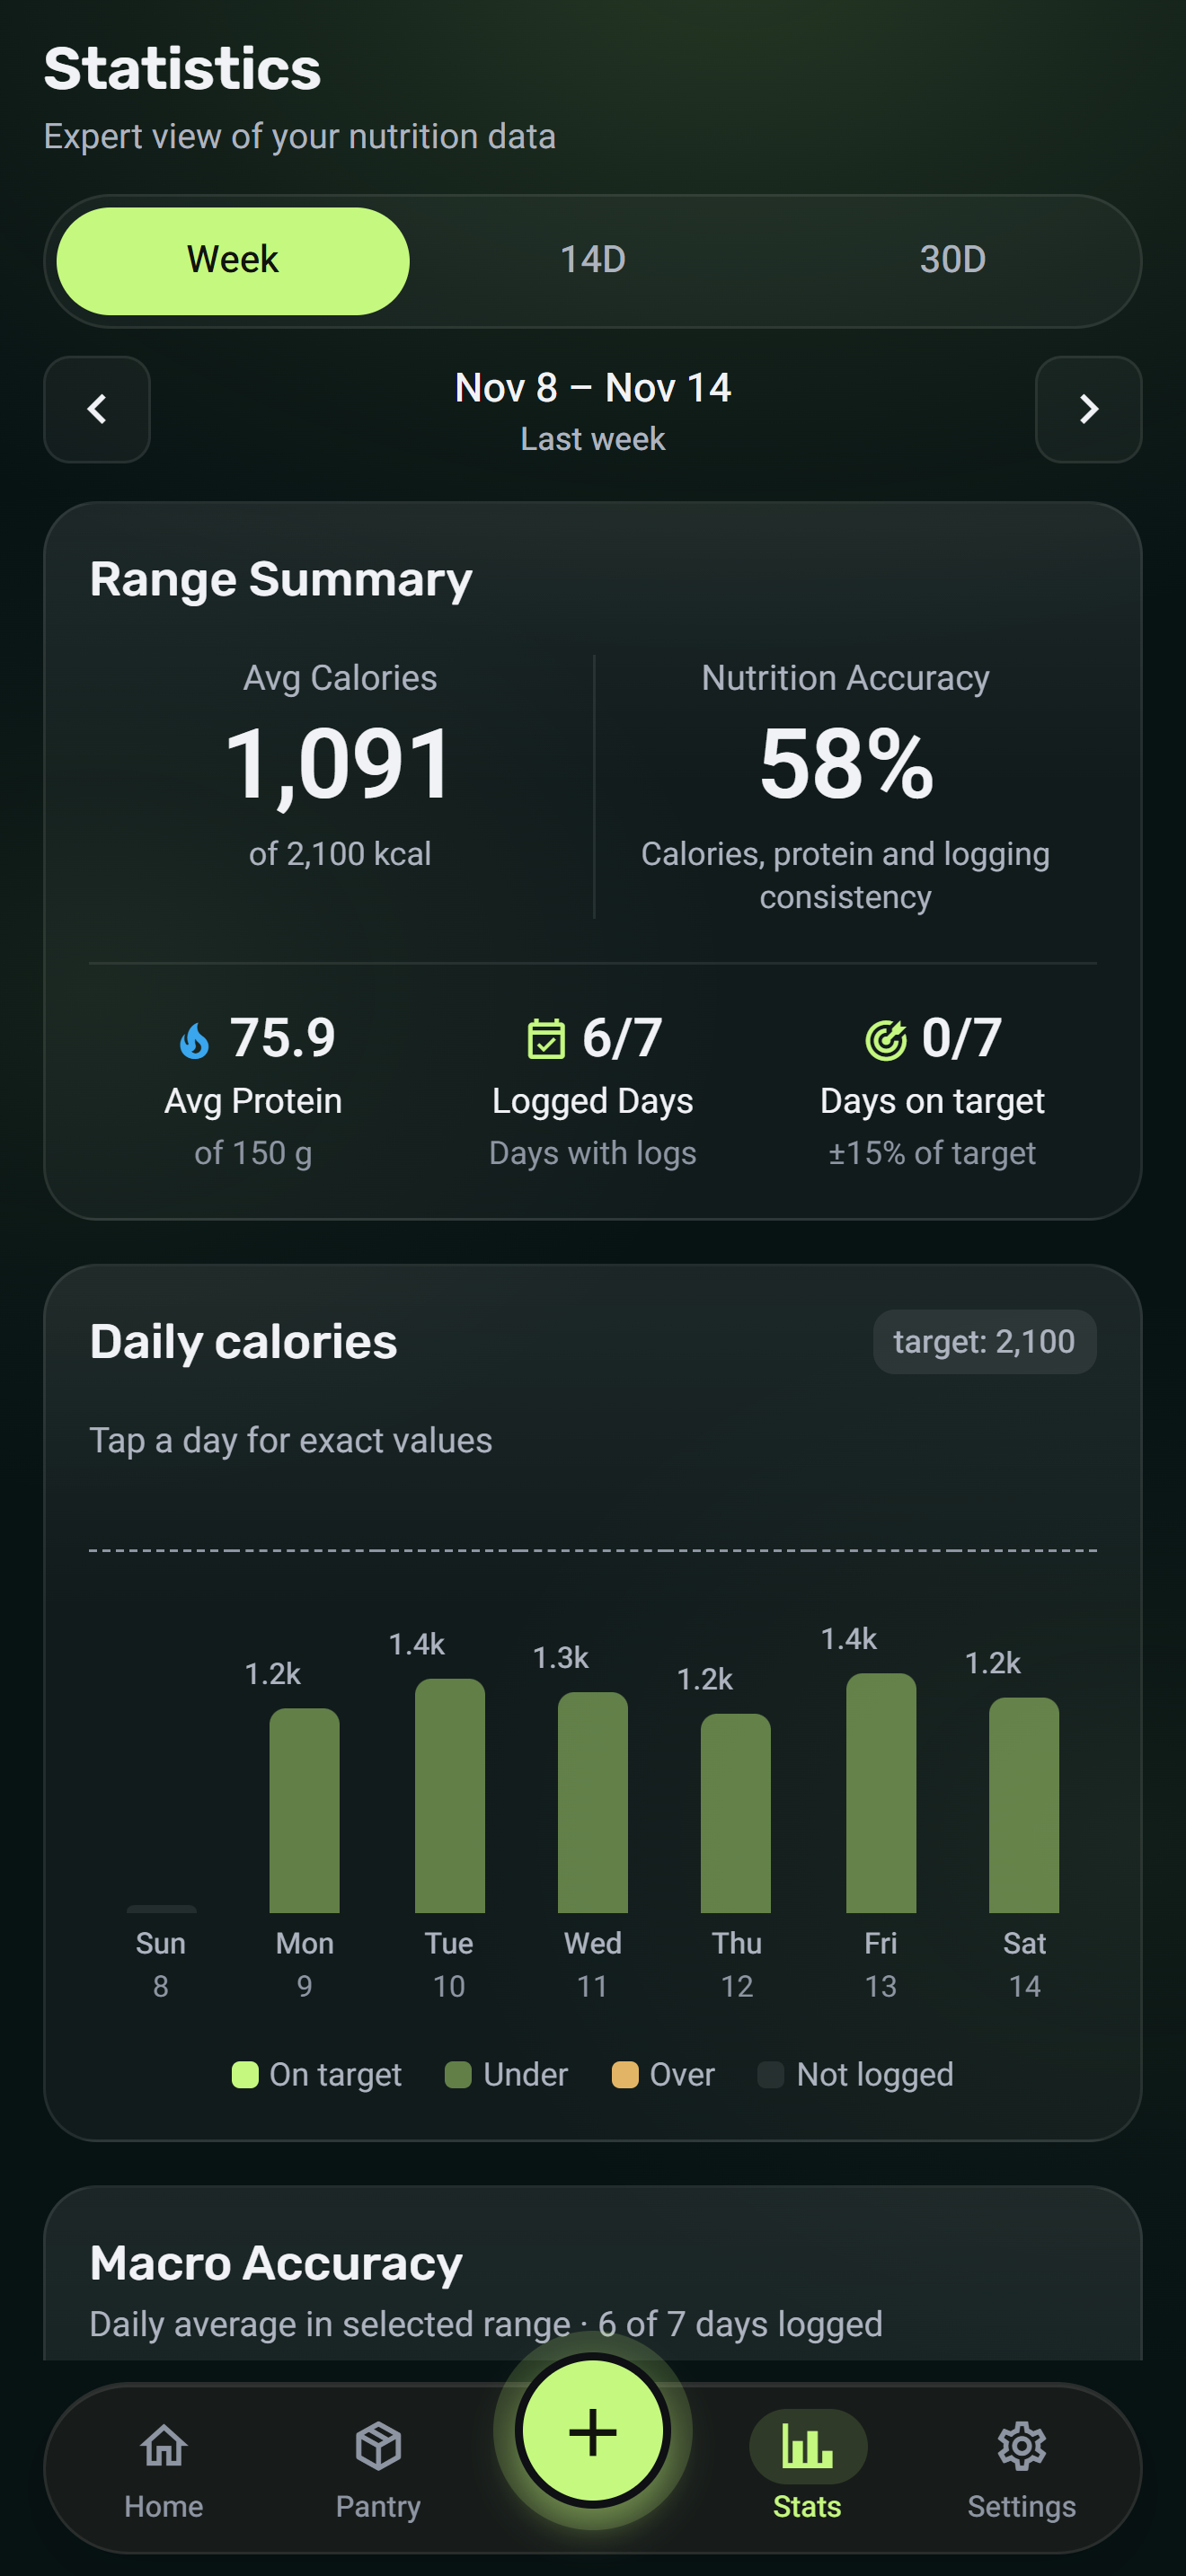 Statistics
Expert view of your nutrition data
Week 14D 30D
Nov 8 – Nov 14
Last week
Range Summary
Avg Calories
1,091
of 2,100 kcal
Nutrition Accuracy
58%
Calories, protein and logging
consistency
75.9
Avg Protein
of 150 g
6/7
Logged Days
Days with logs
0/7
Days on target
±15% of target
Daily calories
target: 2,100
Tap a day for exact values
1.2k 1.4k 1.3k 1.2k 1.4k 1.2k
Sun Mon Tue Wed Thu Fri Sat
8 9 10 11 12 13 14
On target Under Over Not logged
Macro Accuracy
Daily average in selected range · 6 of 7 days logged
Home Pantry Stats Settings